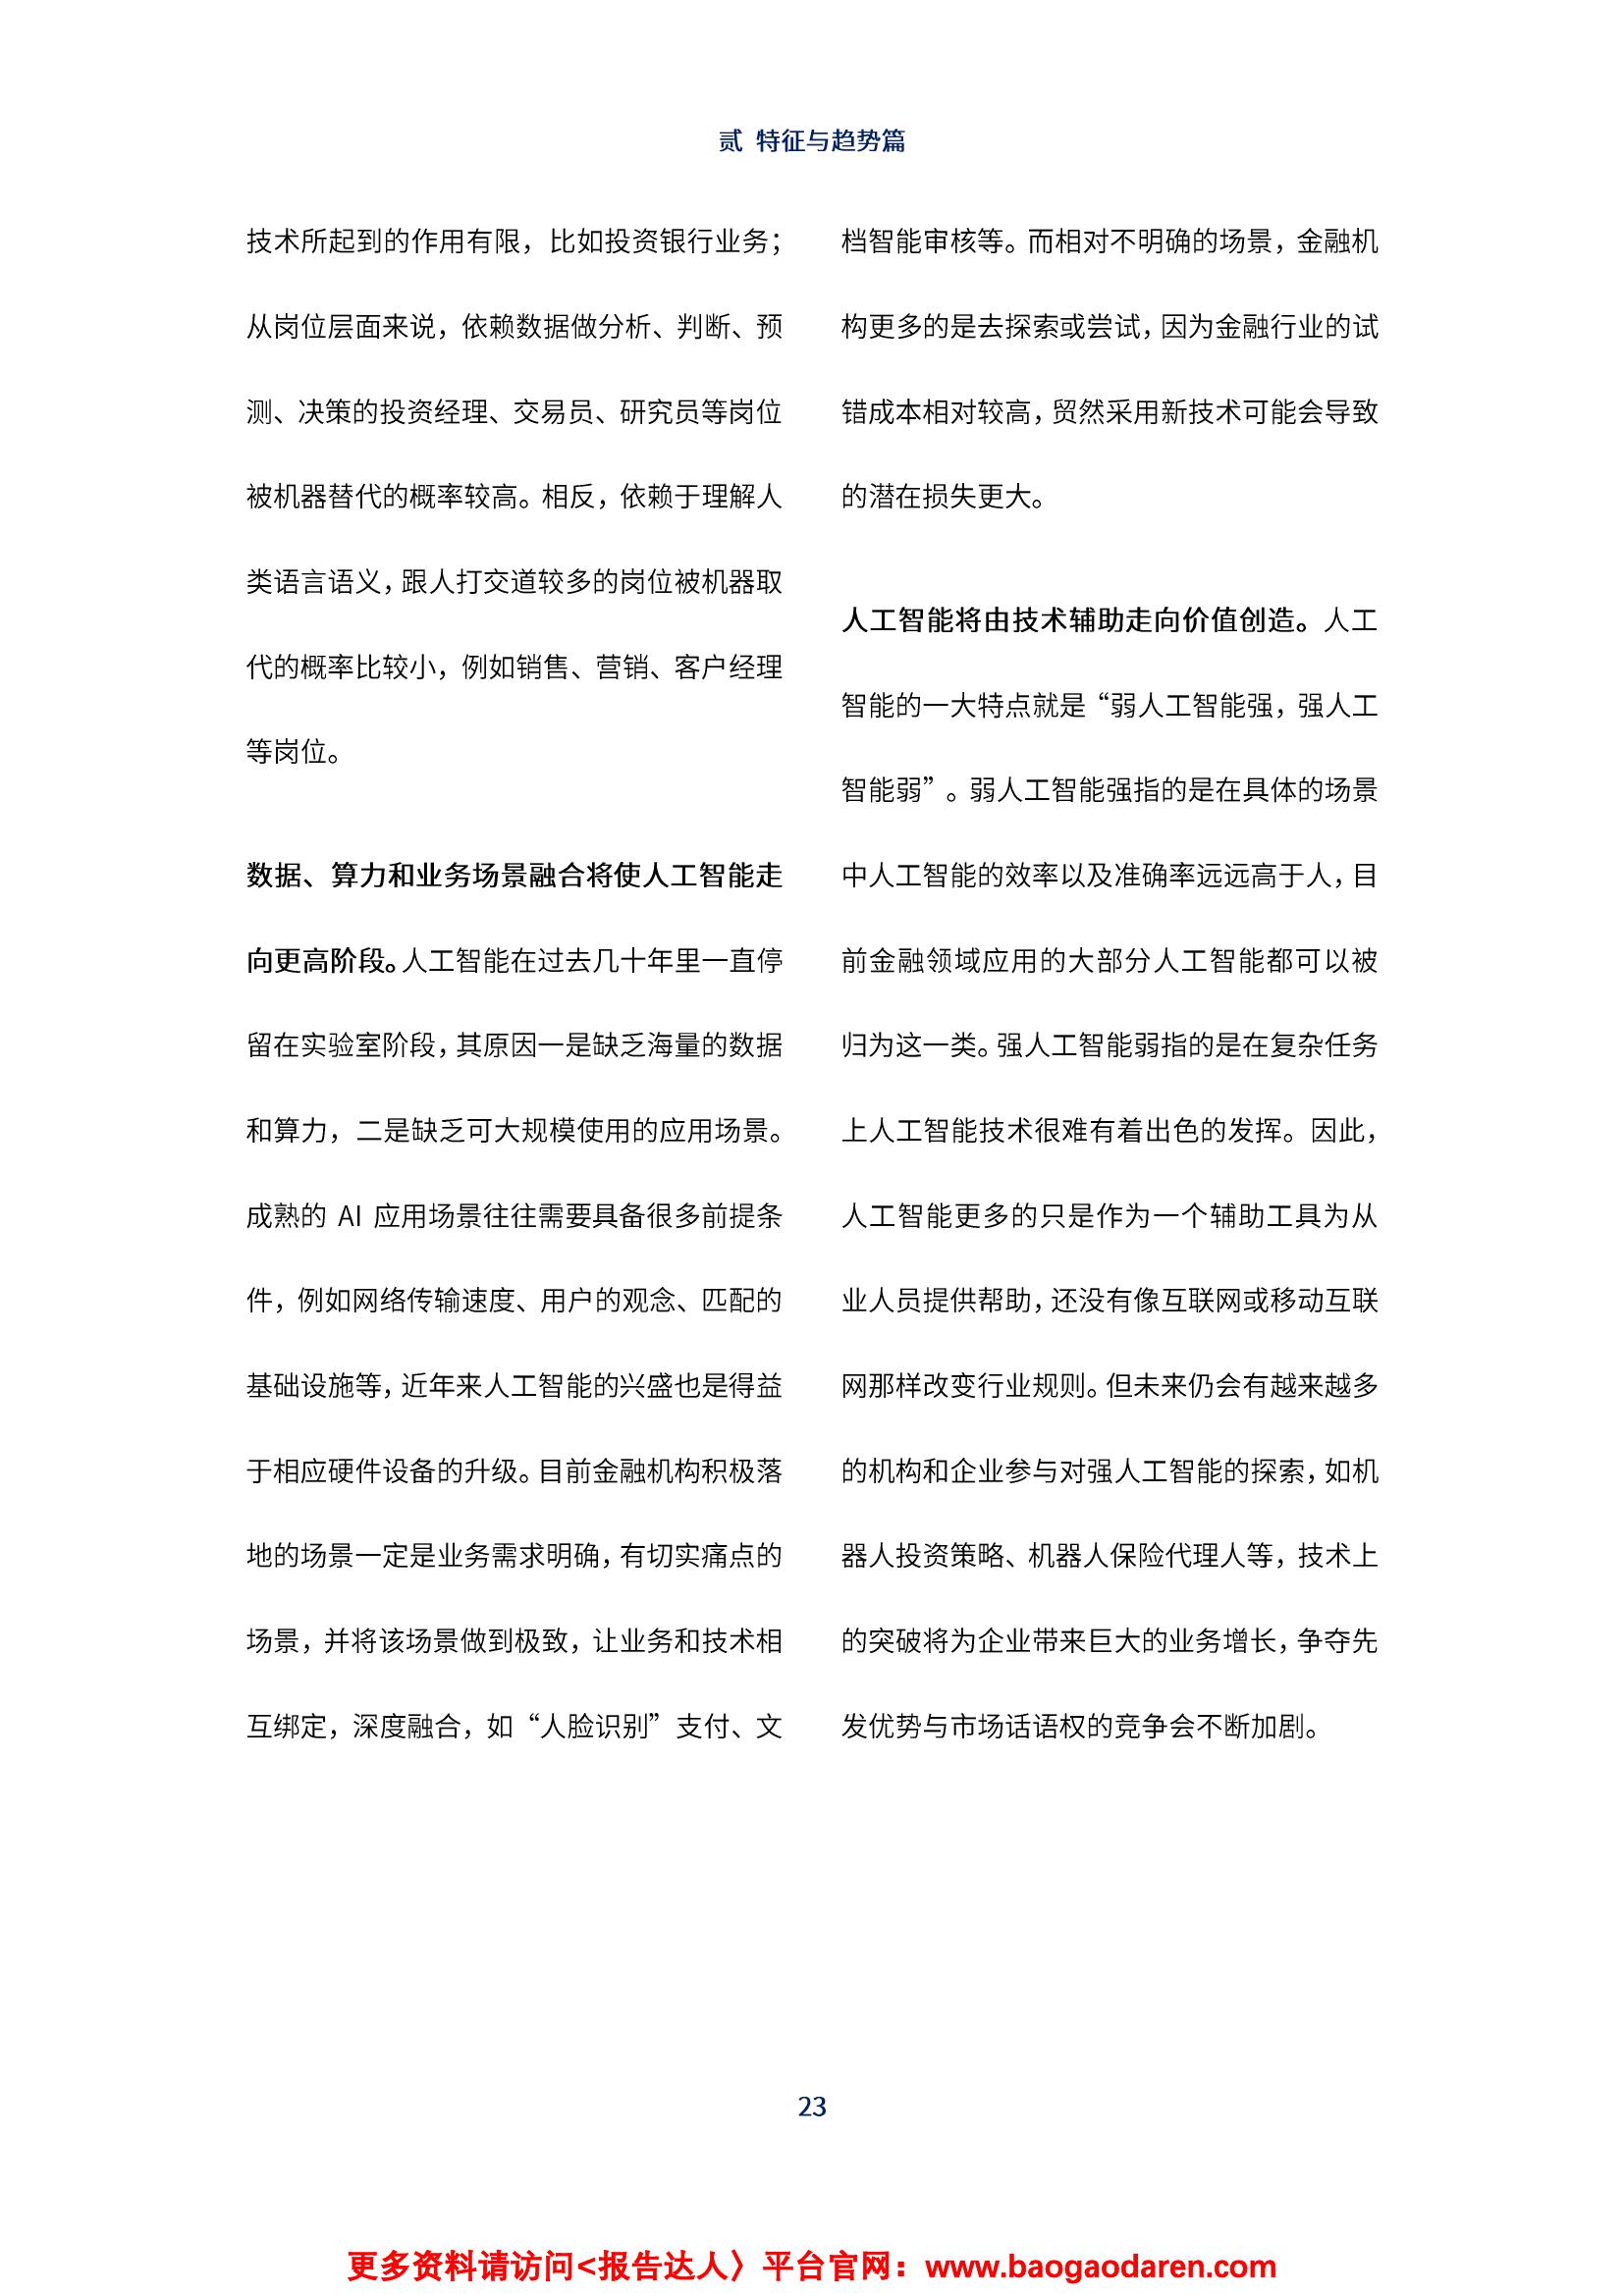 贰 特征与趋势篇
技术所起到的作用有限，比如投资银行业务；
从岗位层面来说，依赖数据做分析、判断、预
测、决策的投资经理、交易员、研究员等岗位
被机器替代的概率较高。相反，依赖于理解人
类语言语义，跟人打交道较多的岗位被机器取
代的概率比较小，例如销售、营销、客户经理
等岗位。
数据、算力和业务场景融合将使人工智能走
向更高阶段。人工智能在过去几十年里一直停
留在实验室阶段，其原因一是缺乏海量的数据
和算力，二是缺乏可大规模使用的应用场景。
成熟的 AI 应用场景往往需要具备很多前提条
件，例如网络传输速度、用户的观念、匹配的
基础设施等，近年来人工智能的兴盛也是得益
于相应硬件设备的升级。目前金融机构积极落
地的场景一定是业务需求明确，有切实痛点的
场景，并将该场景做到极致，让业务和技术相
互绑定，深度融合，如“人脸识别”支付、文
档智能审核等。而相对不明确的场景，金融机
构更多的是去探索或尝试，因为金融行业的试
错成本相对较高，贸然采用新技术可能会导致
的潜在损失更大。
人工智能将由技术辅助走向价值创造。人工
智能的一大特点就是“弱人工智能强，强人工
智能弱”。弱人工智能强指的是在具体的场景
中人工智能的效率以及准确率远远高于人，目
前金融领域应用的大部分人工智能都可以被
归为这一类。强人工智能弱指的是在复杂任务
上人工智能技术很难有着出色的发挥。因此，
人工智能更多的只是作为一个辅助工具为从
业人员提供帮助，还没有像互联网或移动互联
网那样改变行业规则。但未来仍会有越来越多
的机构和企业参与对强人工智能的探索，如机
器人投资策略、机器人保险代理人等，技术上
的突破将为企业带来巨大的业务增长，争夺先
发优势与市场话语权的竞争会不断加剧。
23
更多资料请访问<报告达人〉平台官网：www.baogaodaren.com